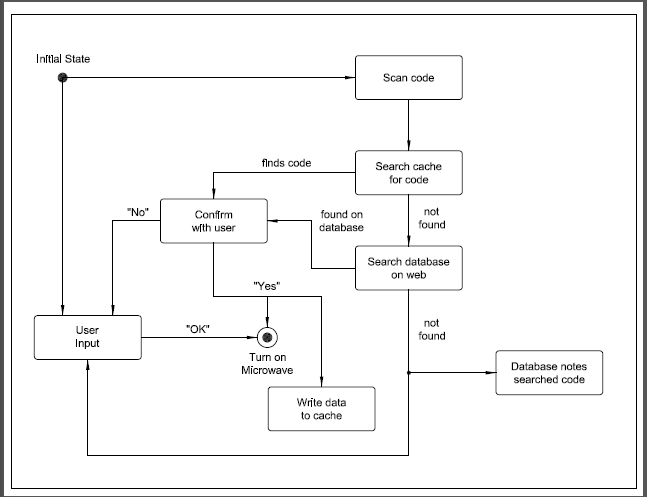 Initial State
Scan code
finds code
Search cache
for code
"No"
Confirm
with user
found on
database
not
found
Search database
on web
"Yes"
User
Input
"OK"
not
found
Turn on
Microwave
Database notes
searched code
Write data
to cache